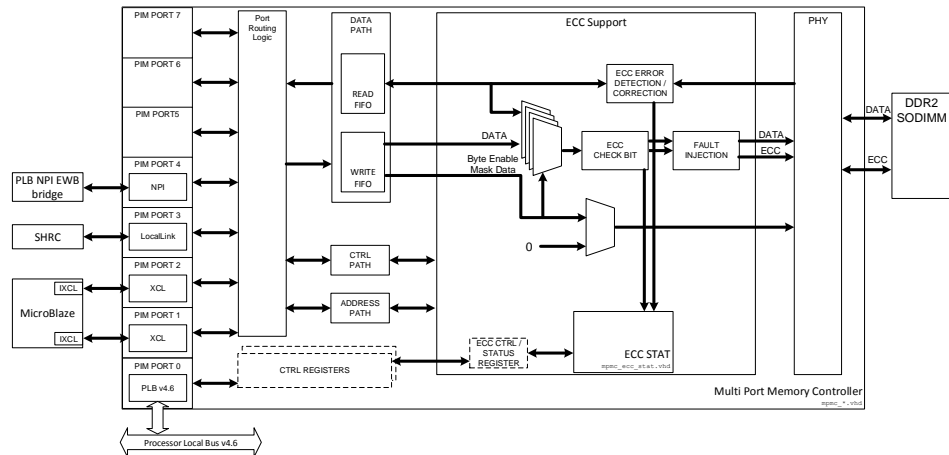 PIM PORT 7
PIM PORT 6
PIM PORT5
PIM PORT 4
NPI
PIM PORT 3
LocalLink
PIM PORT 2
XCL
PIM PORT 1
XCL
PIM PORT 0
PLB v4.6
PLB NPI EWB
bridge
SHRC
MicroBlaze
IXCL
IXCL
Processor Local Bus v4.6
Port
Routing
Logic
DATA
PATH
READ
FIFO
WRITE
FIFO
CTRL
PATH
ADDRESS
PATH
CTRL REGISTERS
ECC Support
ECC ERROR
DETECTION /
CORRECTION
DATA
Byte Enable
Mask Data
ECC
CHECK BIT
FAULT
INJECTION
DATA
ECC
0
ECC CTRL /
STATUS
REGISTER
ECC STAT
mpmc_ecc_stat.vhd
PHY
DATA
ECC
DDR2
SODIMM
Multi Port Memory Controller
mpmc_*.vhd